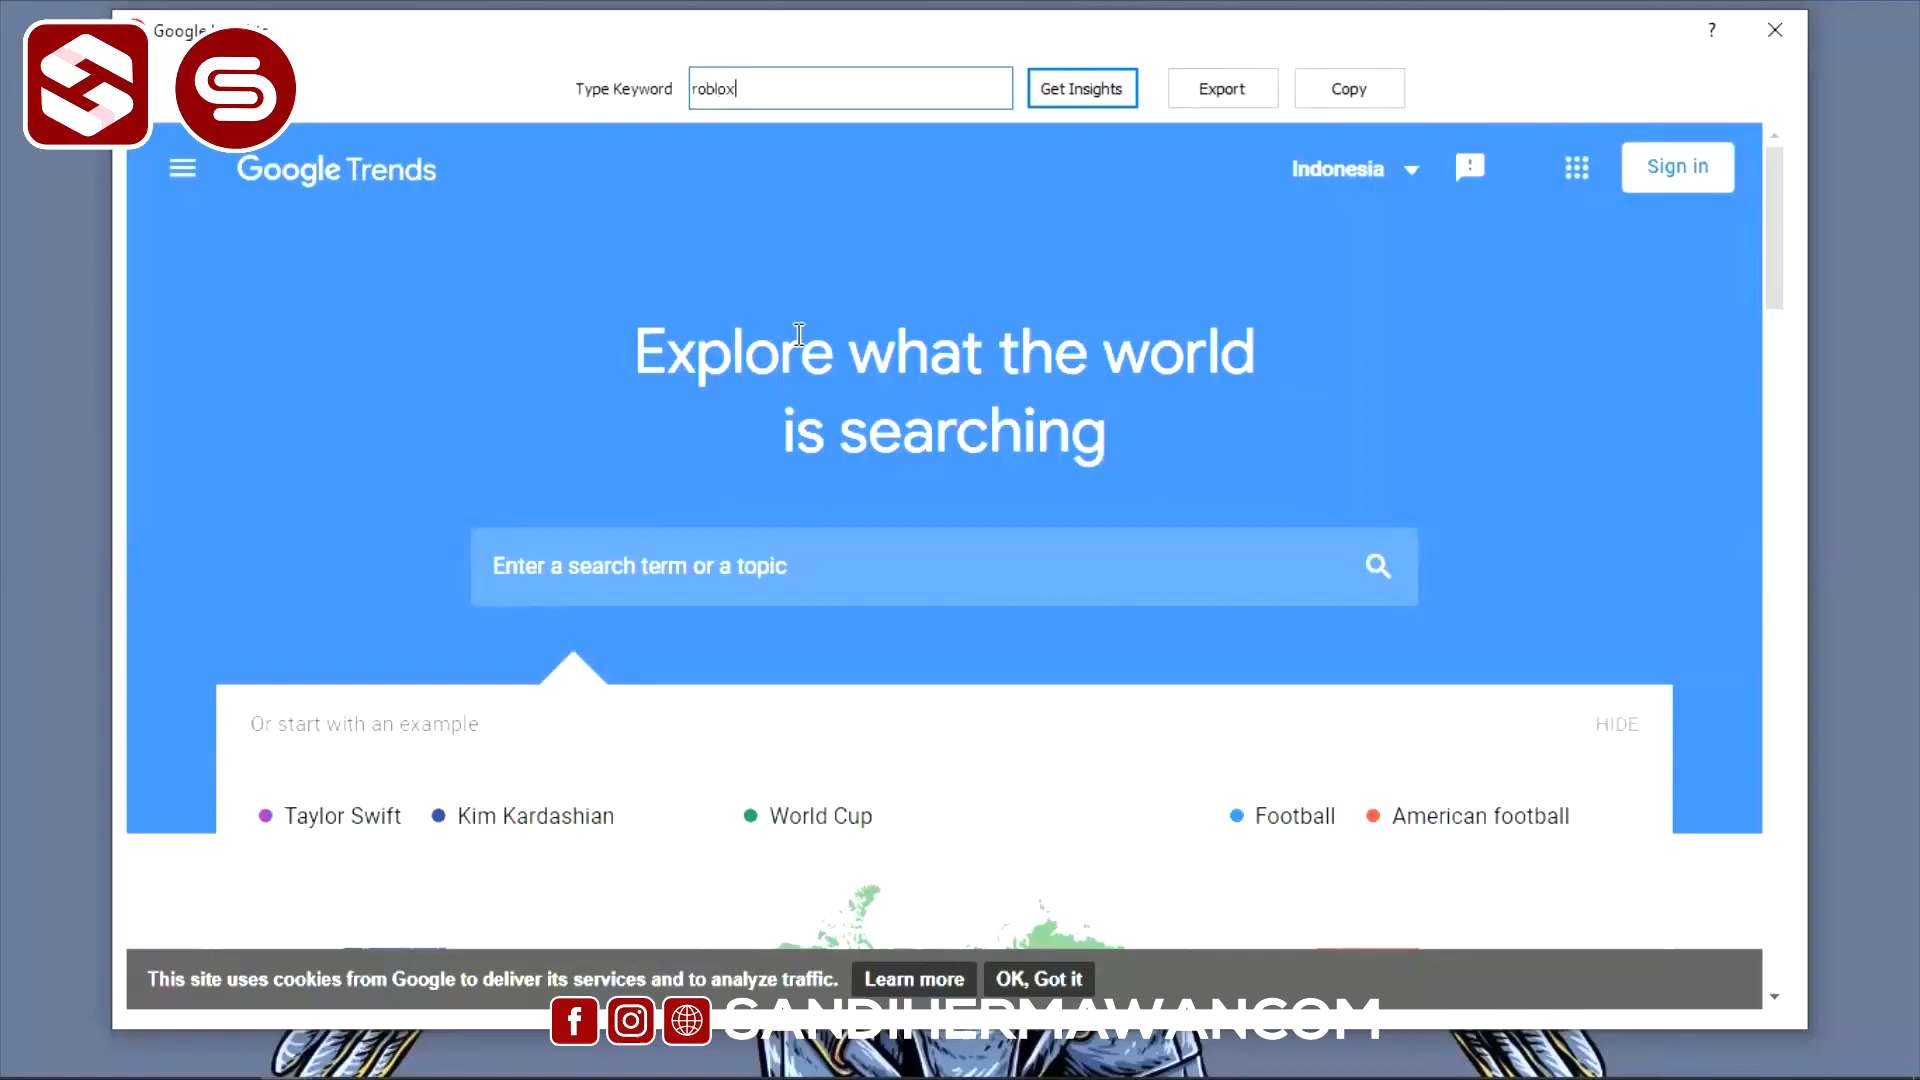 Google
?
Type Keyword roblox Get Insights Export Copy
Google Trends
Indonesia
Sign in
Explore what the world
is searching
Enter a search term or a topic
Or start with an example
HIDE
Taylor Swift Kim Kardashian World Cup Football American football
This site uses cookies from Google to deliver its services and to analyze traffic. Learn more OK, Got it
SANDIHERMAWANCOM